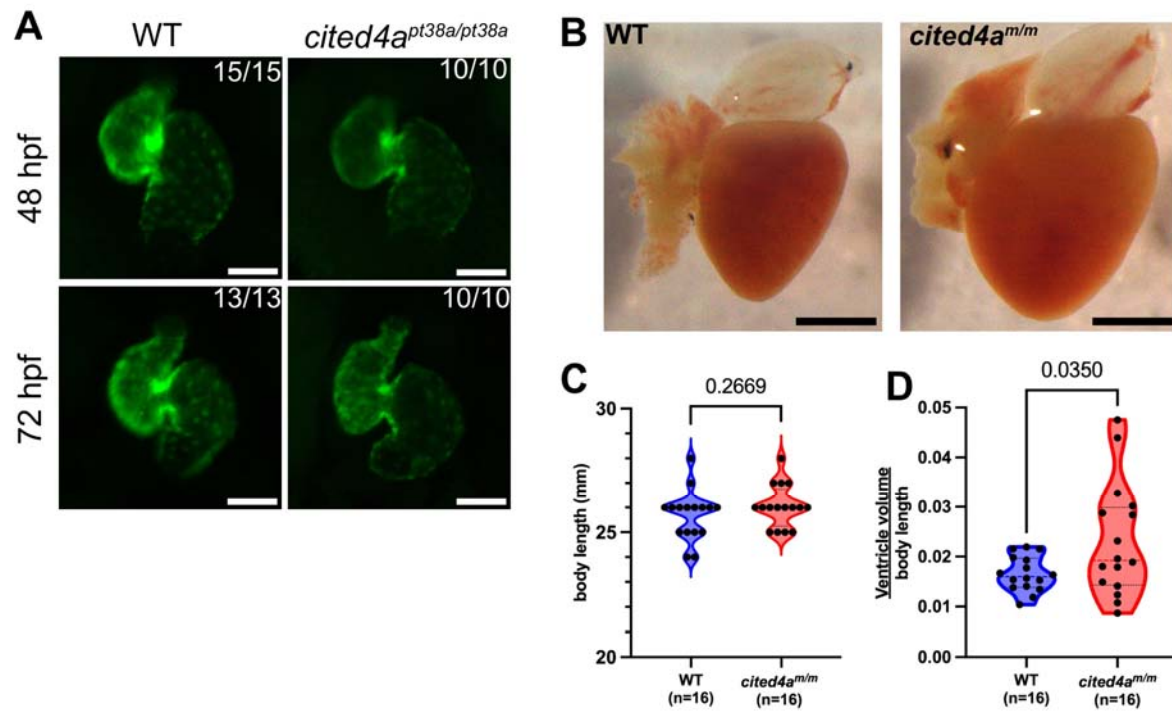 A
WT
cited4a^pt38a/pt38a
48 hpf
15/15
10/10
72 hpf
13/13
10/10
B
WT
cited4a^m/m
C
0.2669
body length (mm)
30
25
20
WT
(n=16)
cited4a^m/m
(n=16)
D
0.0350
Ventricle volume
body length
0.05
0.04
0.03
0.02
0.01
0.00
WT
(n=16)
cited4a^m/m
(n=16)